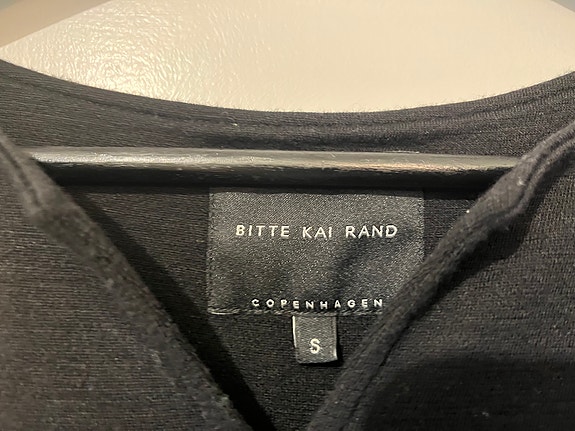 BITTE KAI RAND
COPENHAGEN
S